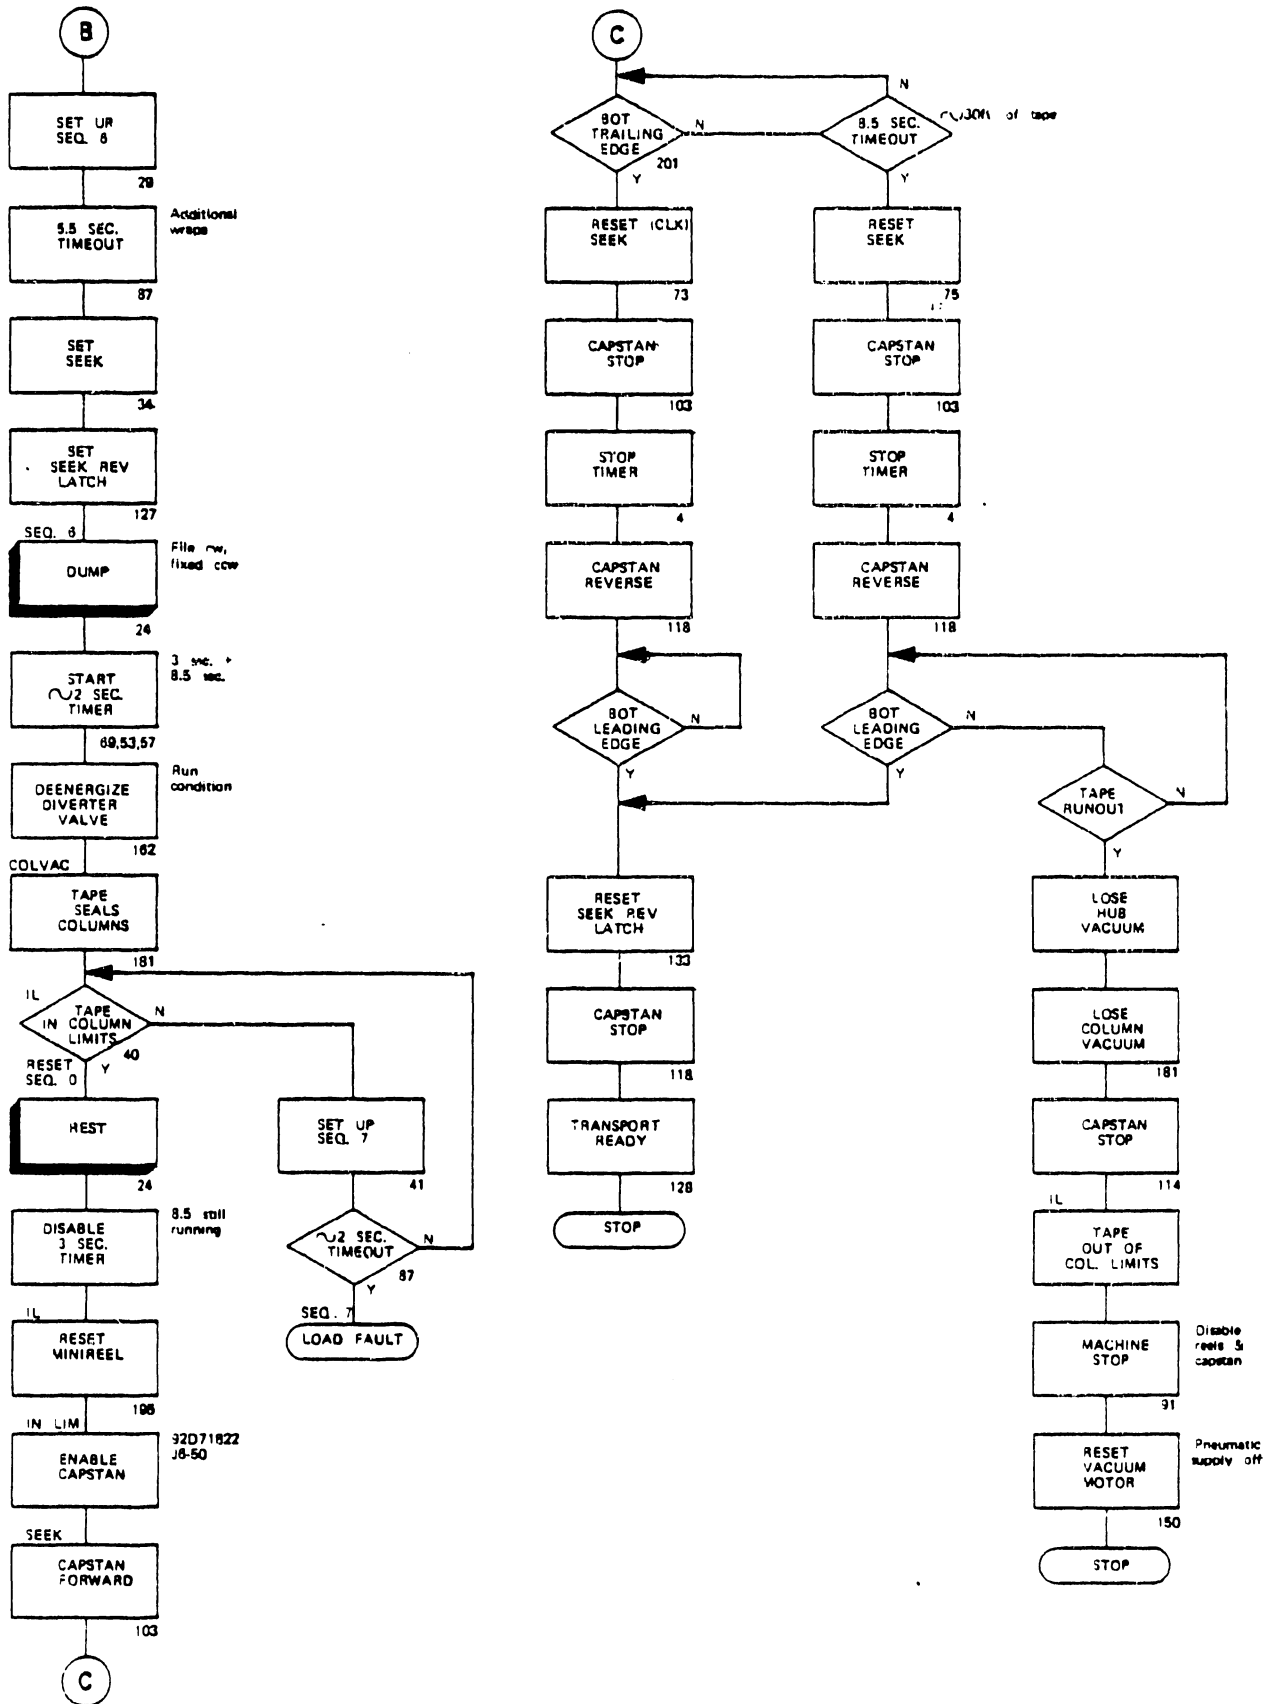 B
SET UP
SEQ. 6
29
5.5 SEC.
TIMEOUT
Additional
wraps
87
SET
SEEK
34
SET
SEEK REV
LATCH
127
SEQ. 6
DUMP
File cw,
fixed ccw
24
START
~2 SEC.
TIMER
3 sec. +
8.5 sec.
69,53,57
DEENERGIZE
DIVERTER
VALVE
Run
condition
162
COLVAC
TAPE
SEALS
COLUMNS
181
IL
TAPE
IN COLUMN
LIMITS
N
40
Y
RESET
SEQ. 0
REST
24
DISABLE
3 SEC.
TIMER
8.5 still
running
IL
RESET
MINIREEL
195
IN LIM
ENABLE
CAPSTAN
92D71822
J6-50
SEEK
CAPSTAN
FORWARD
103
C
SET UP
SEQ. 7
41
~2 SEC.
TIMEOUT
N
87
Y
SEQ. 7
LOAD FAULT
C
BOT
TRAILING
EDGE
N
201
Y
8.5 SEC.
TIMEOUT
N
~30ft of tape
Y
RESET (CLK)
SEEK
73
CAPSTAN
STOP
103
STOP
TIMER
4
CAPSTAN
REVERSE
118
BOT
LEADING
EDGE
N
Y
RESET
SEEK REV
LATCH
133
CAPSTAN
STOP
118
TRANSPORT
READY
128
STOP
RESET
SEEK
75
CAPSTAN
STOP
103
STOP
TIMER
4
CAPSTAN
REVERSE
118
BOT
LEADING
EDGE
N
Y
TAPE
RUNOUT
N
Y
LOSE
HUB
VACUUM
LOSE
COLUMN
VACUUM
181
CAPSTAN
STOP
114
IL
TAPE
OUT OF
COL. LIMITS
MACHINE
STOP
Disable
reels &
capstan
91
RESET
VACUUM
MOTOR
Pneumatic
supply off
150
STOP